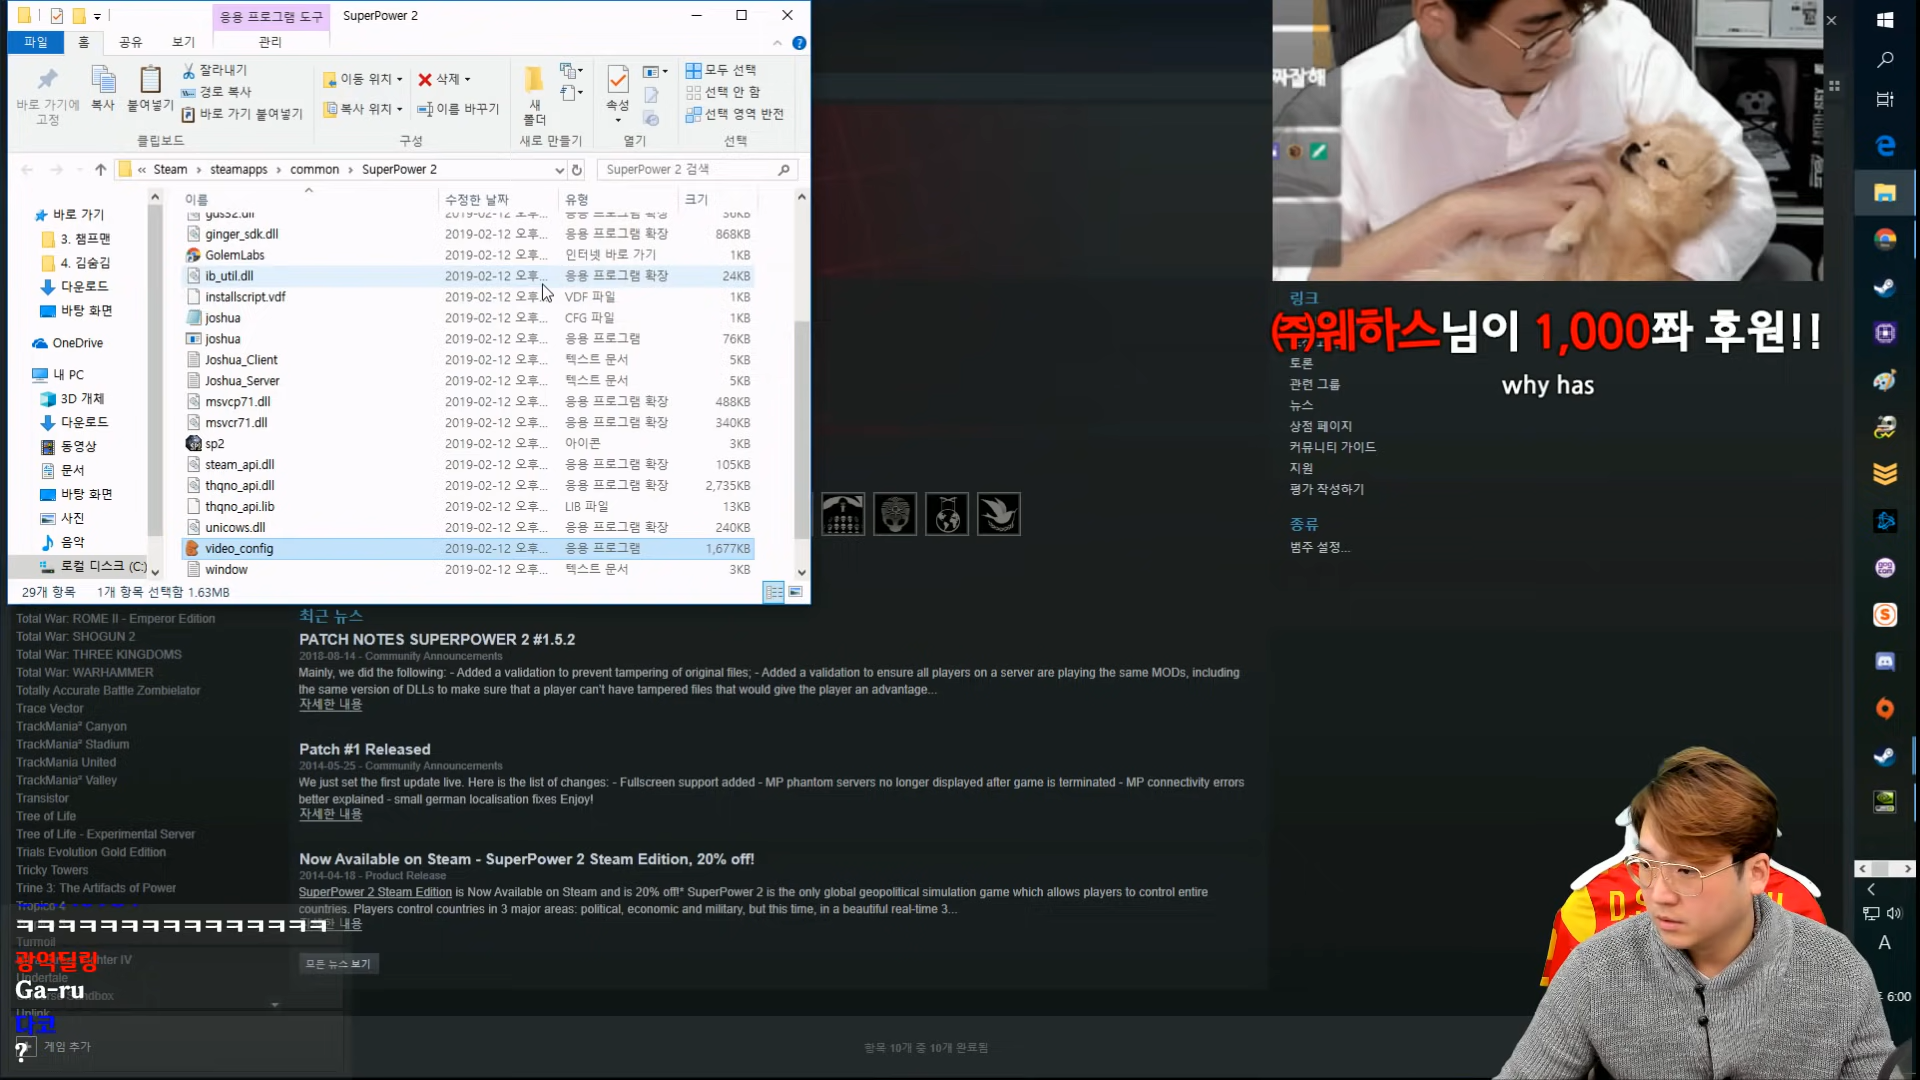 응용 프로그램 도구
SuperPower 2
파일
홈
공유
보기
관리
바로 가기에 고정
복사
붙여넣기
잘라내기
경로 복사
바로 가기 붙여넣기
클립보드
이동 위치
복사 위치
삭제
이름 바꾸기
구성
새 폴더
새로 만들기
속성
열기
모두 선택
선택 안 함
선택 영역 반전
선택
« Steam › steamapps › common › SuperPower 2
SuperPower 2 검색
이름 수정한 날짜 유형 크기
ginger_sdk.dll 2019-02-12 오후... 응용 프로그램 확장 868KB
GolemLabs 2019-02-12 오후... 인터넷 바로 가기 1KB
ib_util.dll 2019-02-12 오후... 응용 프로그램 확장 24KB
installscript.vdf 2019-02-12 오후... VDF 파일 1KB
joshua 2019-02-12 오후... CFG 파일 1KB
joshua 2019-02-12 오후... 응용 프로그램 76KB
Joshua_Client 2019-02-12 오후... 텍스트 문서 5KB
Joshua_Server 2019-02-12 오후... 텍스트 문서 5KB
msvcp71.dll 2019-02-12 오후... 응용 프로그램 확장 488KB
msvcr71.dll 2019-02-12 오후... 응용 프로그램 확장 340KB
sp2 2019-02-12 오후... 아이콘 3KB
steam_api.dll 2019-02-12 오후... 응용 프로그램 확장 105KB
thqno_api.dll 2019-02-12 오후... 응용 프로그램 확장 2,735KB
thqno_api.lib 2019-02-12 오후... LIB 파일 13KB
unicows.dll 2019-02-12 오후... 응용 프로그램 확장 240KB
video_config 2019-02-12 오후... 응용 프로그램 1,677KB
window 2019-02-12 오후... 텍스트 문서 3KB
바로 가기
3. 챔프맨
4. 김숨김
다운로드
바탕 화면
OneDrive
내 PC
3D 개체
다운로드
동영상
문서
바탕 화면
사진
음악
로컬 디스크 (C:)
29개 항목 1개 항목 선택함 1.63MB
짜잘해
링크
㈜웨하스님이 1,000짜 후원!!
why has
토론
관련 그룹
뉴스
상점 페이지
커뮤니티 가이드
지원
평가 작성하기
종류
범주 설정...
Total War: ROME II - Emperor Edition
Total War: SHOGUN 2
Total War: THREE KINGDOMS
Total War: WARHAMMER
Totally Accurate Battle Zombielator
Trace Vector
TrackMania² Canyon
TrackMania² Stadium
TrackMania United
TrackMania² Valley
Transistor
Tree of Life
Tree of Life - Experimental Server
Trials Evolution Gold Edition
Tricky Towers
Trine 3: The Artifacts of Power
Tropico 4
Turmoil
Undertale
Uplink
최근 뉴스
PATCH NOTES SUPERPOWER 2 #1.5.2
2018-08-14 - Community Announcements
Mainly, we did the following: - Added a validation to prevent tampering of original files; - Added a validation to ensure all players on a server are playing the same MODs, including
the same version of DLLs to make sure that a player can't have tampered files that would give the player an advantage...
자세한 내용
Patch #1 Released
2014-05-25 - Community Announcements
We just set the first update live. Here is the list of changes: - Fullscreen support added - MP phantom servers no longer displayed after game is terminated - MP connectivity errors
better explained - small german localisation fixes Enjoy!
자세한 내용
Now Available on Steam - SuperPower 2 Steam Edition, 20% off!
2014-04-18 - Product Release
SuperPower 2 Steam Edition is Now Available on Steam and is 20% off!* SuperPower 2 is the only global geopolitical simulation game which allows players to control entire
countries. Players control countries in 3 major areas: political, economic and military, but this time, in a beautiful real-time 3...
모든 뉴스 보기
ㅋㅋㅋㅋㅋㅋㅋㅋㅋㅋㅋㅋㅋㅋㅋ
광역딜링
Ga-ru
다코
?
게임 추가
항목 10개 중 10개 완료됨
A
6:00